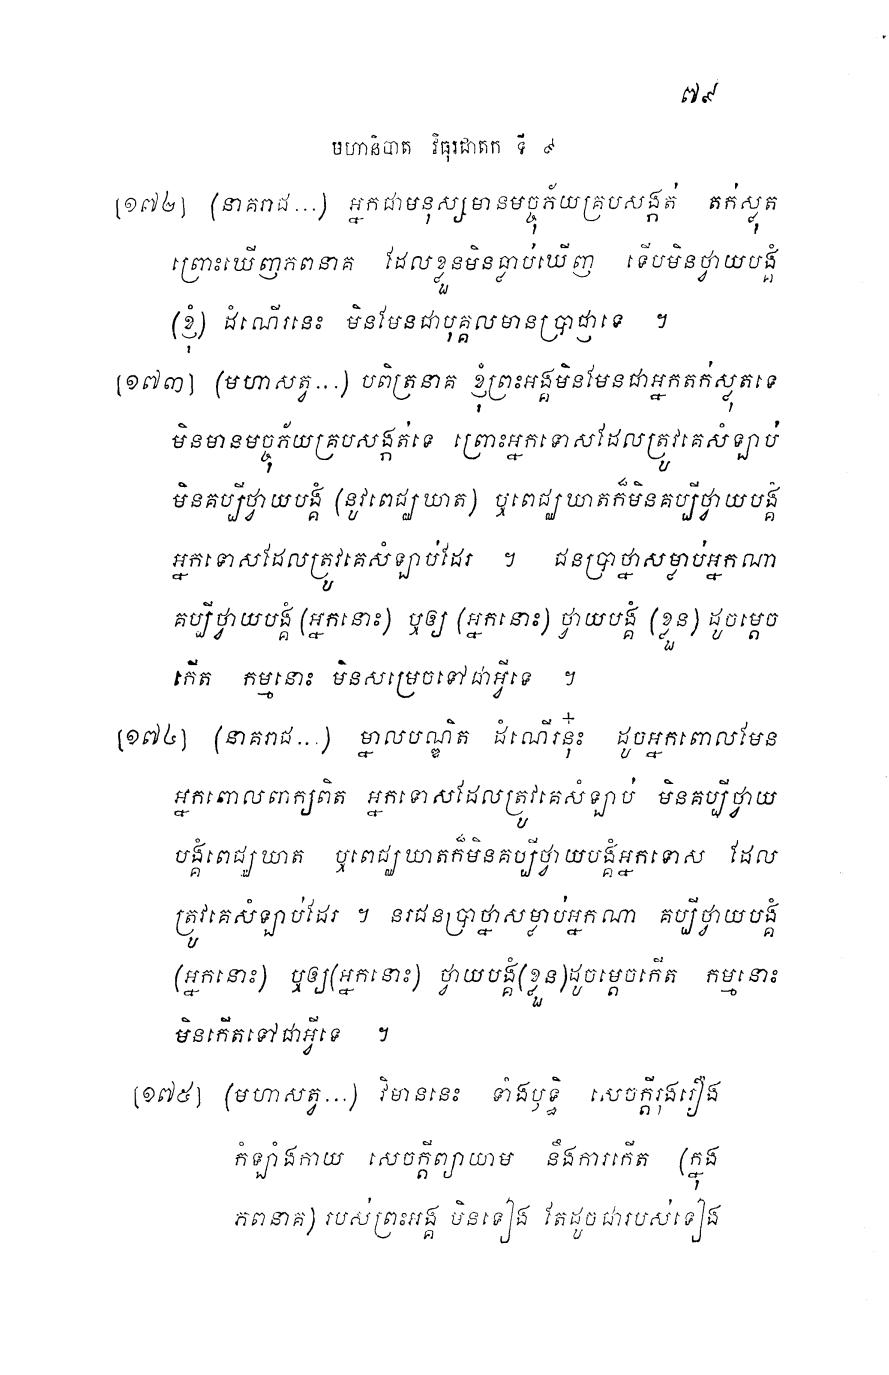 ៧៩
មហានិបាត វិធុរជាតក ទី ៩
[១៧២] (នាគរាជ...) អ្នកជាមនុស្សមានមច្ចុភ័យគ្របសង្កត់ តក់ស្លុត
ព្រោះឃើញភពនាគ ដែលខ្លួនមិនធ្លាប់ឃើញ ទើបមិនថ្វាយបង្គំ
(ខ្ញុំ) ដំណើរនេះ មិនមែនជាបុគ្គលមានប្រាជ្ញាទេ ។
[១៧៣] (មហាសត្វ...) បពិត្រនាគ ខ្ញុំព្រះអង្គមិនមែនជាអ្នកតក់ស្លុតទេ
មិនមានមច្ចុភ័យគ្របសង្កត់ទេ ព្រោះអ្នកទោសដែលត្រូវគេសំឡាប់
មិនគប្បីថ្វាយបង្គំ (នូវពេជ្ឈឃាត) ឬពេជ្ឈឃាតក៏មិនគប្បីថ្វាយបង្គំ
អ្នកទោសដែលត្រូវគេសំឡាប់ដែរ ។ ជនប្រាថ្នាសម្លាប់អ្នកណា
គប្បីថ្វាយបង្គំ (អ្នកនោះ) ឬឲ្យ (អ្នកនោះ) ថ្វាយបង្គំ (ខ្លួន) ដូចម្តេច
កើត កម្មនោះ មិនសម្រេចទៅជាអ្វីទេ ។
[១៧៤] (នាគរាជ...) ម្នាលបណ្ឌិត ដំណើរនុ៎ះ ដូចអ្នកពោលមែន
អ្នកពោលពាក្យពិត អ្នកទោសដែលត្រូវគេសំឡាប់ មិនគប្បីថ្វាយ
បង្គំពេជ្ឈឃាត ឬពេជ្ឈឃាតក៏មិនគប្បីថ្វាយបង្គំអ្នកទោស ដែល
ត្រូវគេសំឡាប់ដែរ ។ នរជនប្រាថ្នាសម្លាប់អ្នកណា គប្បីថ្វាយបង្គំ
(អ្នកនោះ) ឬឲ្យ(អ្នកនោះ) ថ្វាយបង្គំ(ខ្លួន)ដូចម្តេចកើត កម្មនោះ
មិនកើតទៅជាអ្វីទេ ។
[១៧៥] (មហាសត្វ...) វិមាននេះ ទាំងឫទ្ធិ សេចក្តីរុងរឿង
កំឡាំងកាយ សេចក្តីព្យាយាម នឹងការកើត (ក្នុង
ភពនាគ) របស់ព្រះអង្គ មិនទៀង តែដូចជារបស់ទៀង